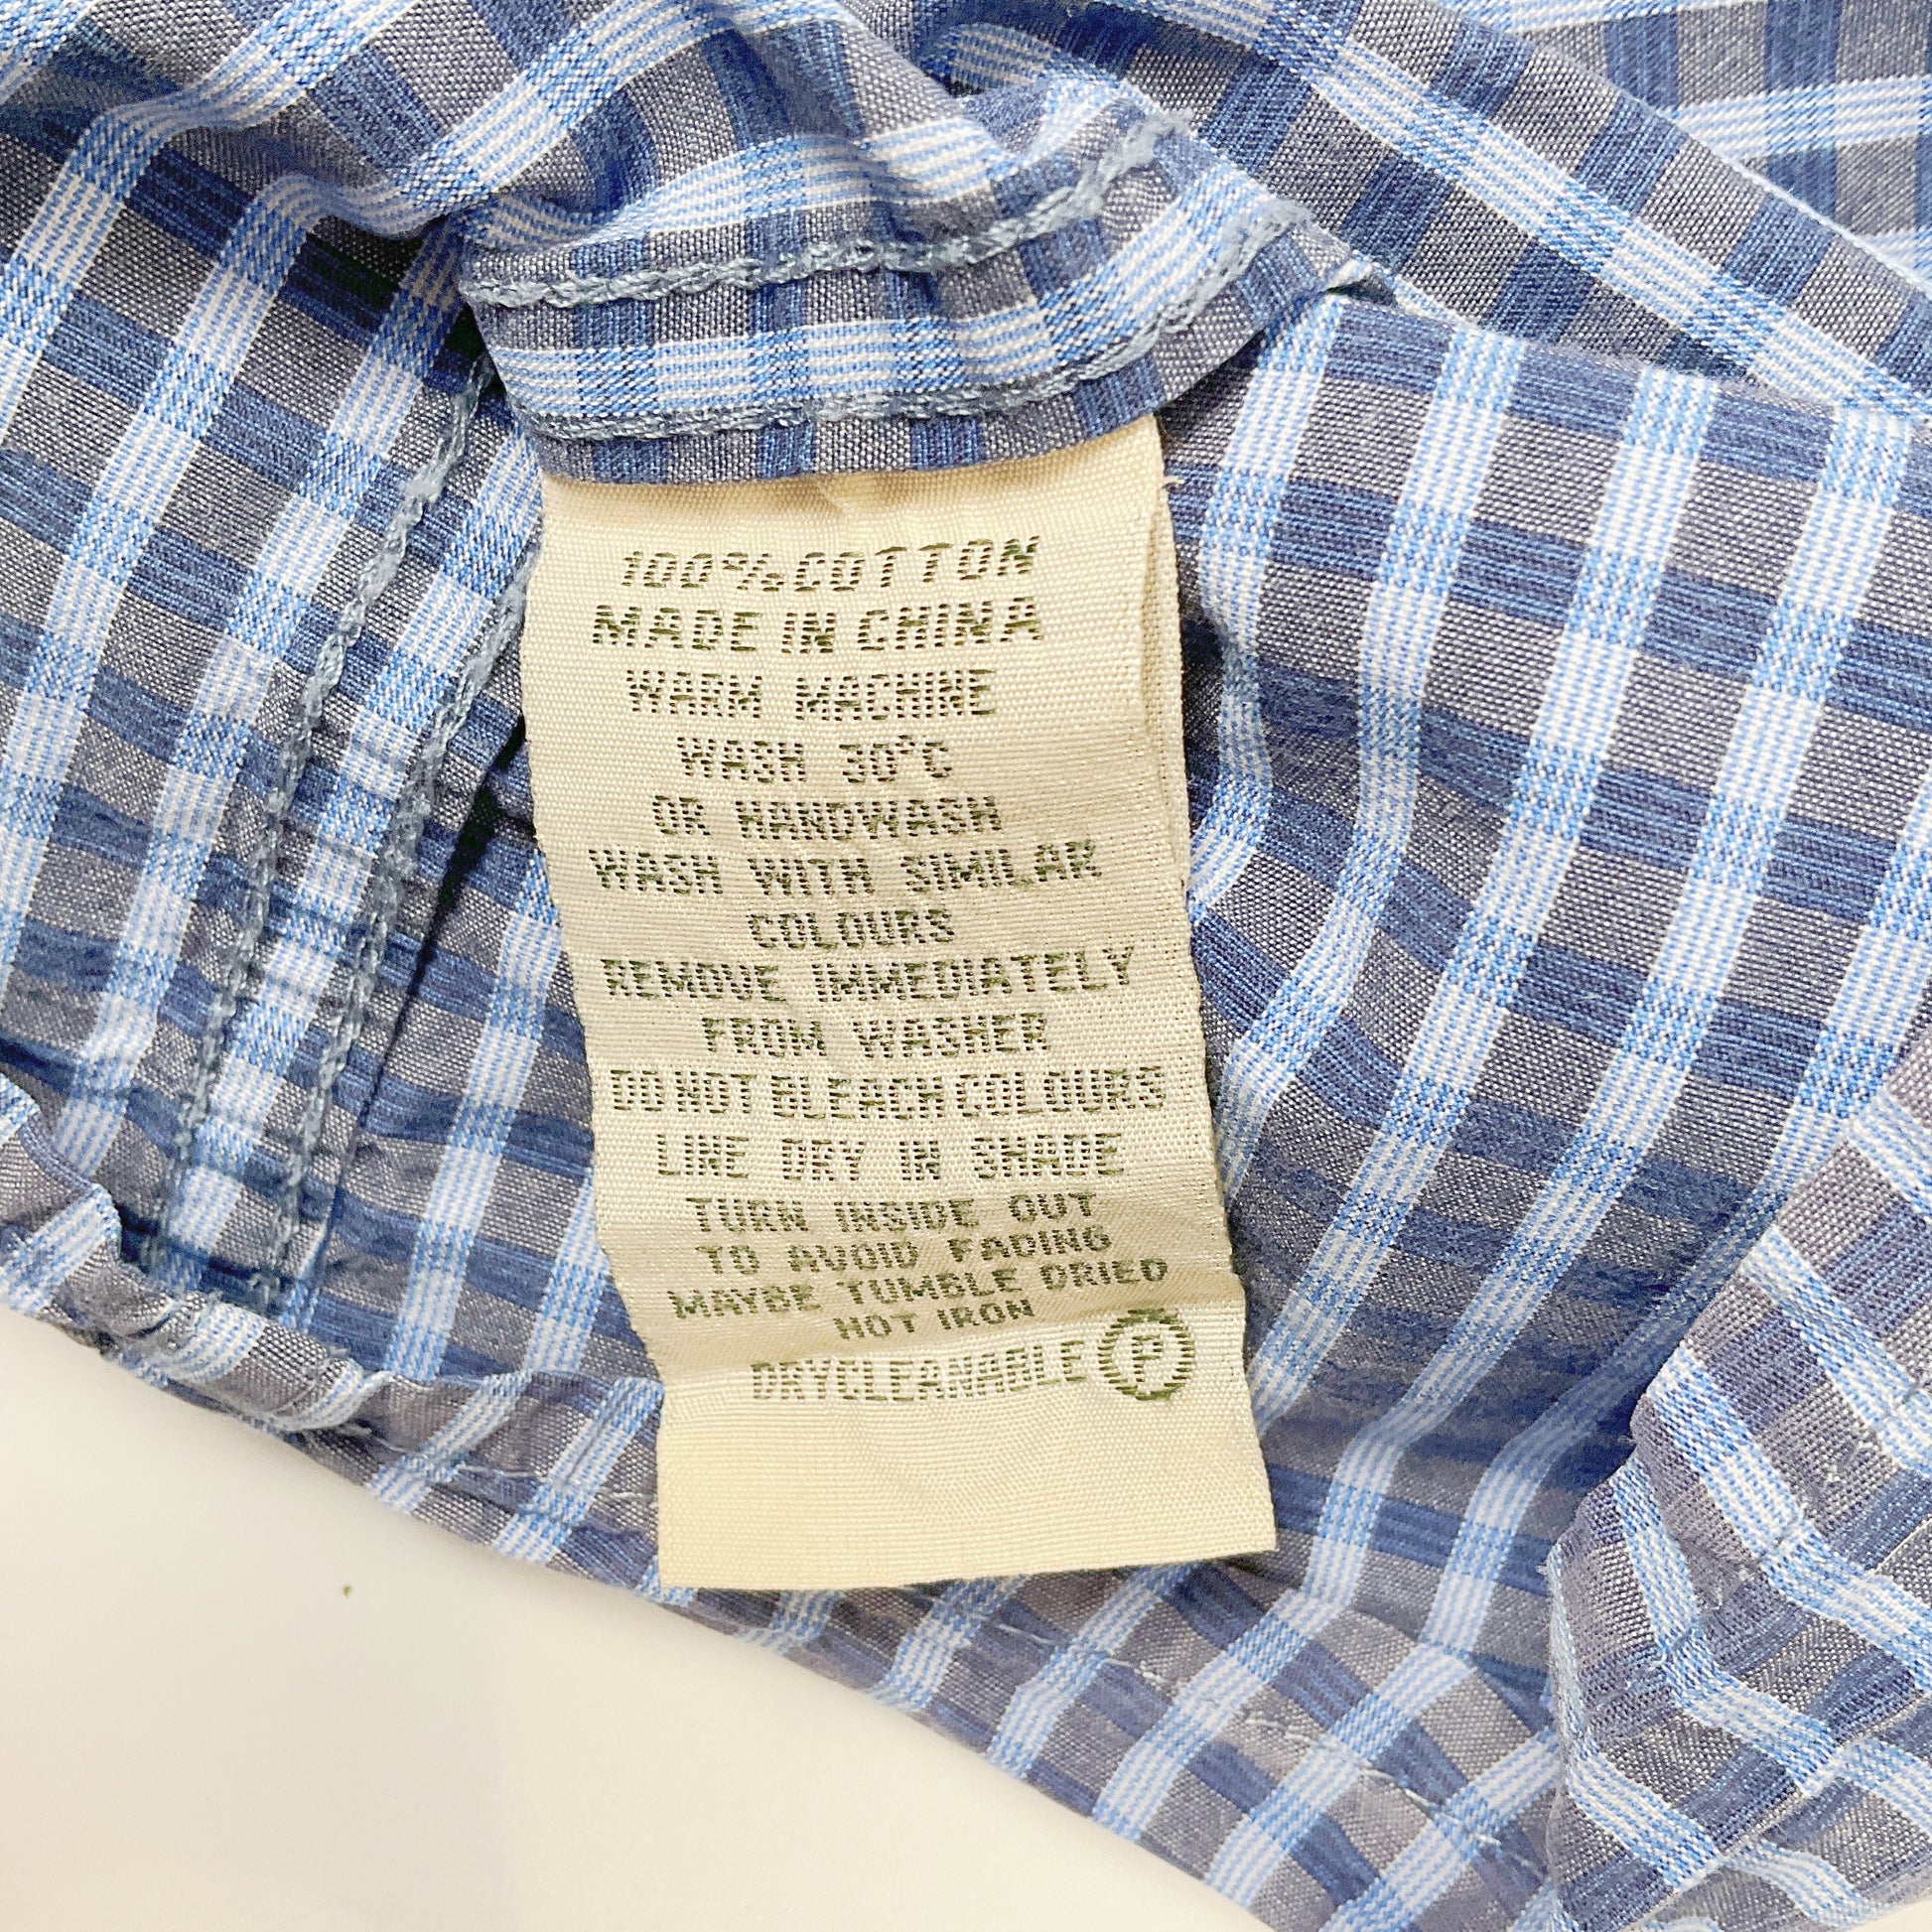 100% COTTON
MADE IN CHINA
WARM MACHINE
WASH 30°C
OR HANDWASH
WASH WITH SIMILAR
COLOURS
REMOVE IMMEDIATELY
FROM WASHER
DO NOT BLEACH COLOURS
LINE DRY IN SHADE
TURN INSIDE OUT
TO AVOID FADING
MAYBE TUMBLE DRIED
HOT IRON
DRYCLEANABLE P